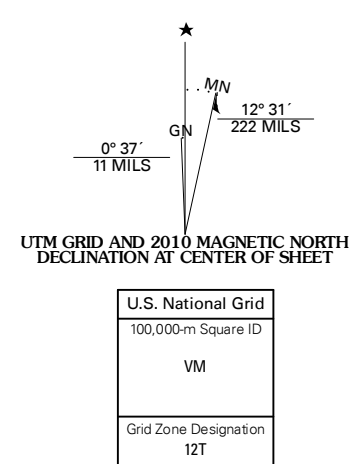 MN
12° 31´
222 MILS
GN
0° 37´
11 MILS
UTM GRID AND 2010 MAGNETIC NORTH
DECLINATION AT CENTER OF SHEET
U.S. National Grid
100,000-m Square ID
VM
Grid Zone Designation
12T